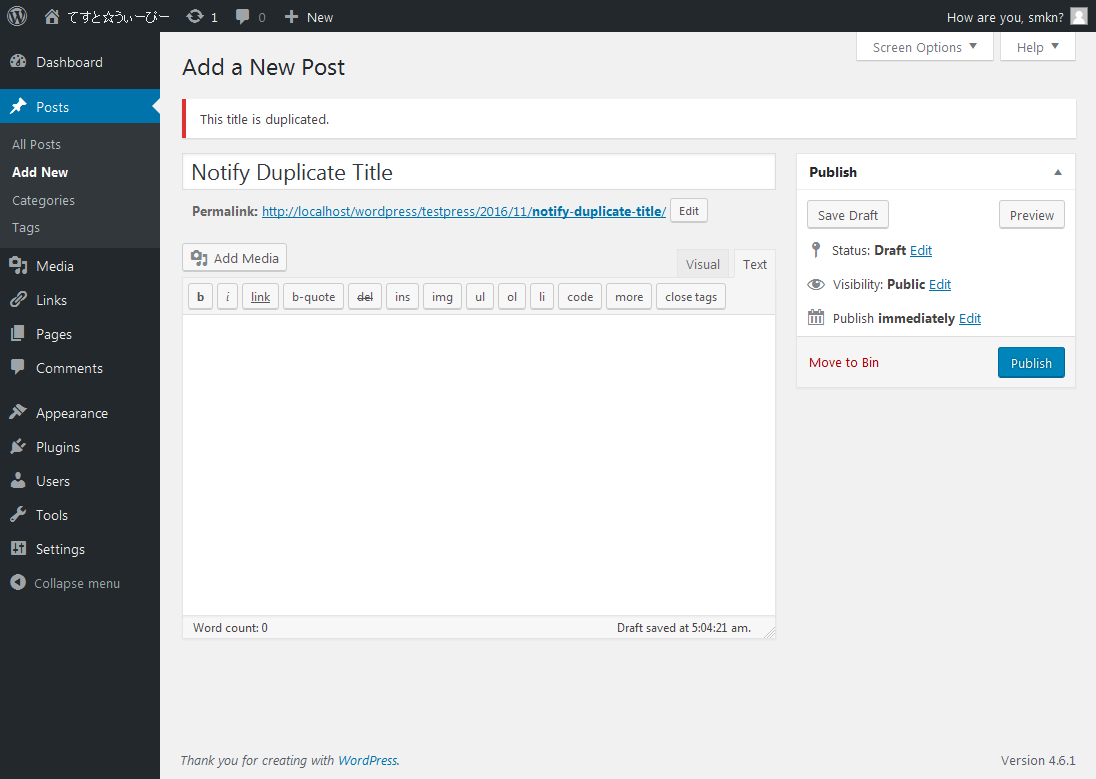 てすと☆うぃーびー 1 0 New How are you, smkn?
Screen Options Help
Dashboard
Posts
All Posts
Add New
Categories
Tags
Media
Links
Pages
Comments
Appearance
Plugins
Users
Tools
Settings
Collapse menu
Add a New Post
This title is duplicated.
Notify Duplicate Title
Permalink: http://localhost/wordpress/testpress/2016/11/notify-duplicate-title/ Edit
Add Media
Visual Text
b i link b-quote del ins img ul ol li code more close tags
Word count: 0 Draft saved at 5:04:21 am.
Publish
Save Draft Preview
Status: Draft Edit
Visibility: Public Edit
Publish immediately Edit
Move to Bin Publish
Thank you for creating with WordPress. Version 4.6.1